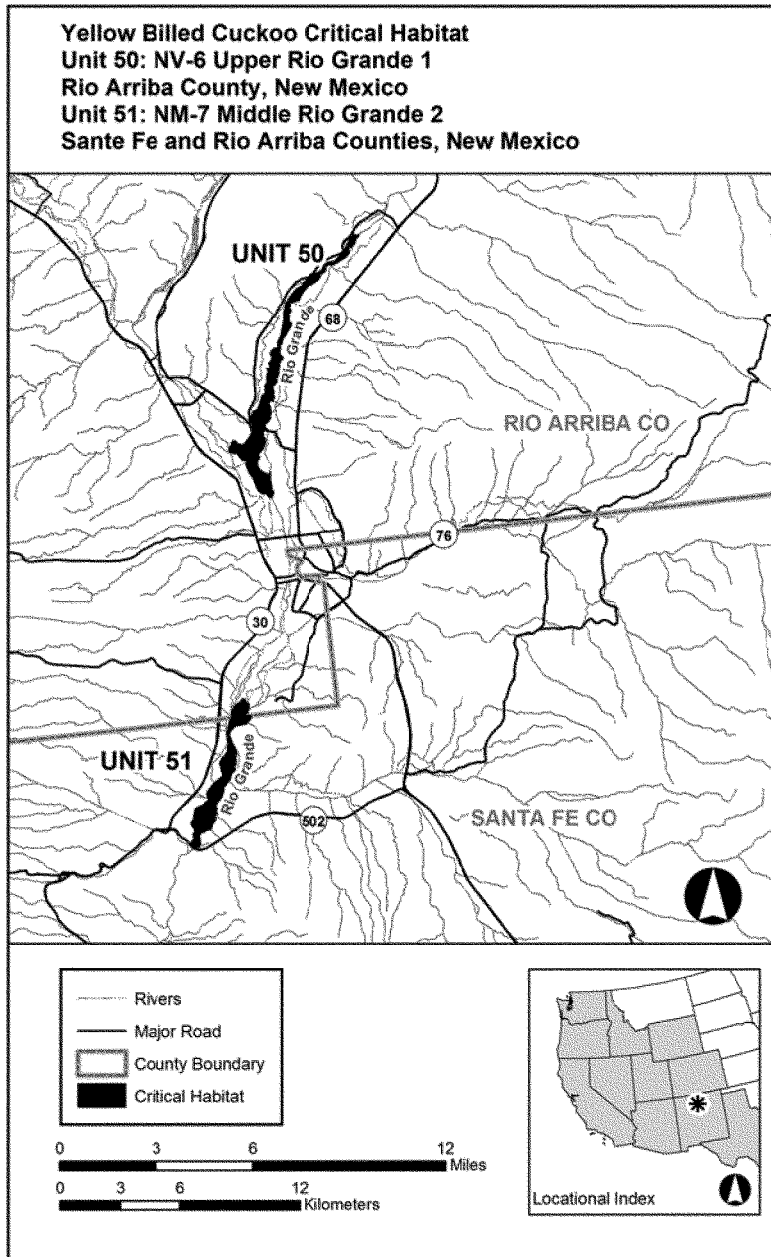 Yellow Billed Cuckoo Critical Habitat
Unit 50: NV-6 Upper Rio Grande 1
Rio Arriba County, New Mexico
Unit 51: NM-7 Middle Rio Grande 2
Sante Fe and Rio Arriba Counties, New Mexico
UNIT 50
68
Rio Grande
RIO ARRIBA CO
76
30
UNIT 51
Rio Grande
502
SANTA FE CO
Rivers
Major Road
County Boundary
Critical Habitat
0 3 6 12
Miles
0 3 6 12
Kilometers
Locational Index